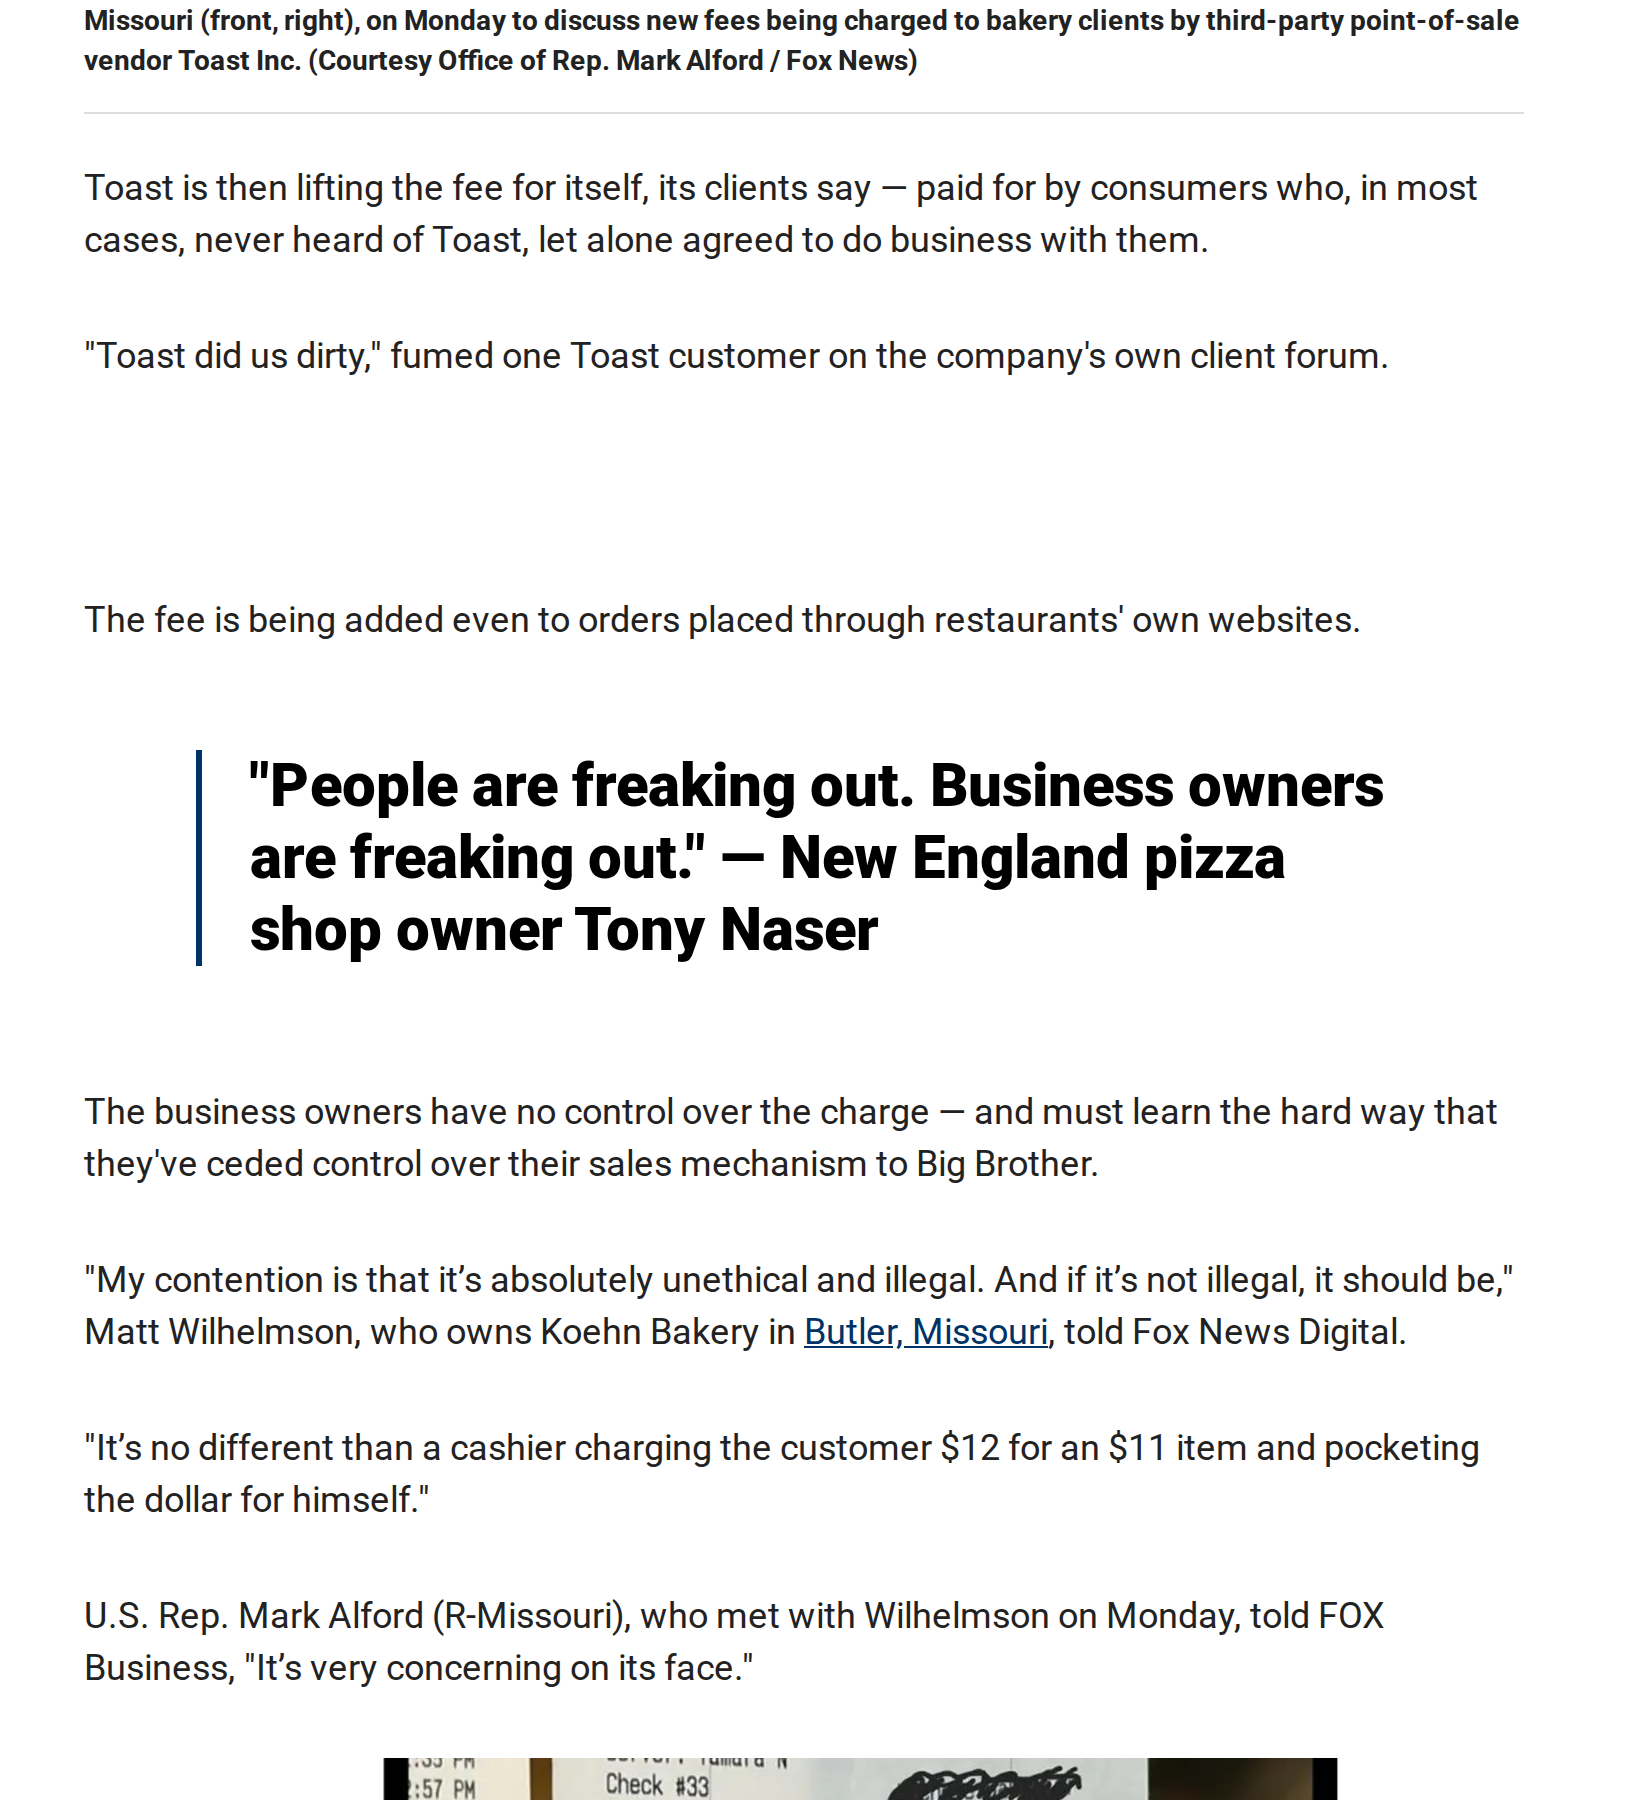 Missouri (front, right), on Monday to discuss new fees being charged to bakery clients by third-party point-of-sale
vendor Toast Inc. (Courtesy Office of Rep. Mark Alford / Fox News)
Toast is then lifting the fee for itself, its clients say — paid for by consumers who, in most
cases, never heard of Toast, let alone agreed to do business with them.
"Toast did us dirty," fumed one Toast customer on the company's own client forum.
The fee is being added even to orders placed through restaurants' own websites.
"People are freaking out. Business owners
are freaking out." — New England pizza
shop owner Tony Naser
The business owners have no control over the charge — and must learn the hard way that
they've ceded control over their sales mechanism to Big Brother.
"My contention is that it’s absolutely unethical and illegal. And if it’s not illegal, it should be,"
Matt Wilhelmson, who owns Koehn Bakery in Butler, Missouri, told Fox News Digital.
"It’s no different than a cashier charging the customer $12 for an $11 item and pocketing
the dollar for himself."
U.S. Rep. Mark Alford (R-Missouri), who met with Wilhelmson on Monday, told FOX
Business, "It’s very concerning on its face."
:57 PM Check #33